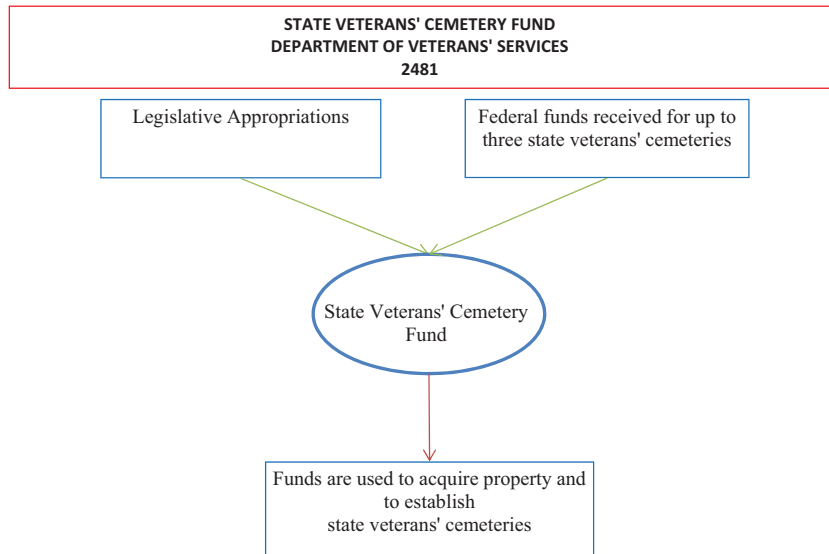 STATE VETERANS' CEMETERY FUND
DEPARTMENT OF VETERANS' SERVICES
2481
Legislative Appropriations
Federal funds received for up to
three state veterans' cemeteries
State Veterans' Cemetery
Fund
Funds are used to acquire property and
to establish
state veterans' cemeteries